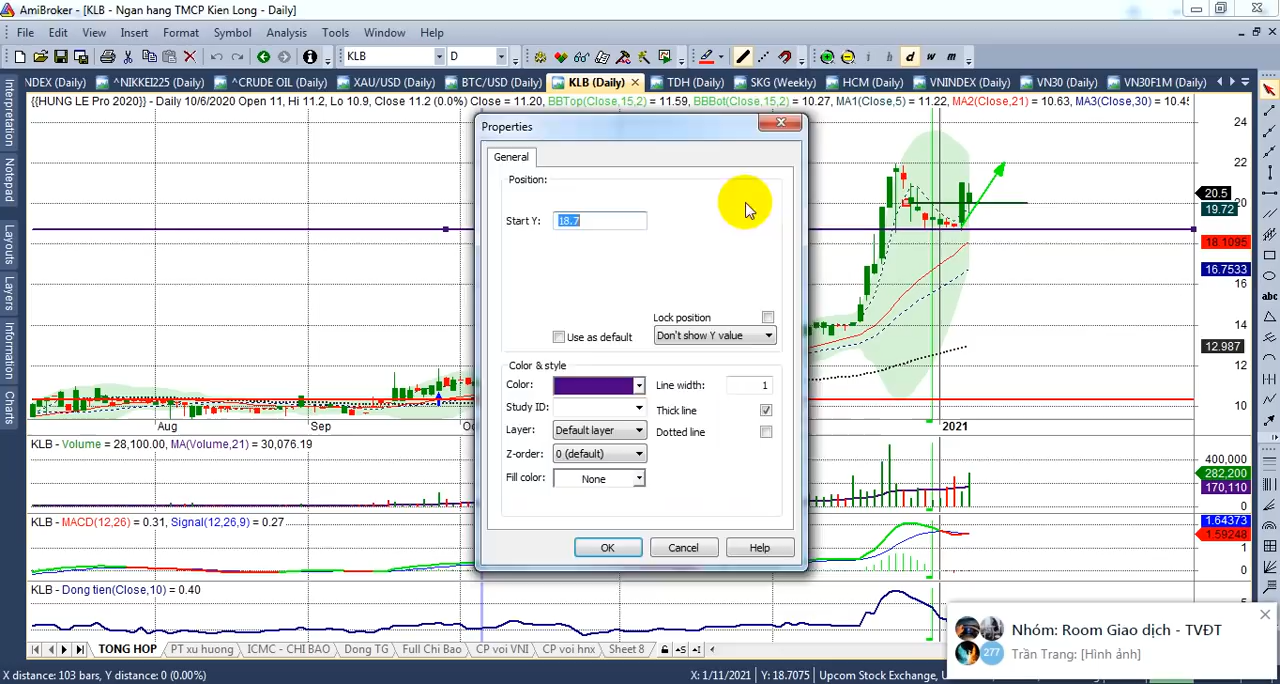 AmiBroker - [KLB - Ngan hang TMCP Kien Long - Daily]
File Edit View Insert Format Symbol Analysis Tools Window Help
KLB D d w m
NDEX (Daily) ^NIKKEI225 (Daily) ^CRUDE OIL (Daily) XAU/USD (Daily) BTC/USD (Daily) KLB (Daily) TDH (Daily) SKG (Weekly) HCM (Daily) VNINDEX (Daily) VN30 (Daily) VN30F1M (Daily)
{{HUNG LE Pro 2020}} - Daily 10/6/2020 Open 11, Hi 11.2, Lo 10.9, Close 11.2 (0.0%) Close = 11.20, BBTop(Close,15,2) = 11.59, BBBot(Close,15,2) = 10.27, MA1(Close,5) = 11.22, MA2(Close,21) = 10.63, MA3(Close,30) = 10.45
Interpretation
Notepad
Layouts
Layers
Information
Charts
Properties
General
Position:
Start Y: 18.7
Lock position
Use as default Don't show Y value
Color & style
Color: Line width: 1
Study ID: Thick line
Layer: Default layer Dotted line
Z-order: 0 (default)
Fill color: None
OK Cancel Help
24
22
20.5
20
19.72
18.1095
16.7533
16
14
12.987
10
abc
Aug Sep 2021
KLB - Volume = 28,100.00, MA(Volume,21) = 30,076.19
400,000
282,200
170,110
0
KLB - MACD(12,26) = 0.31, Signal(12,26,9) = 0.27
1.64373
1.59248
1
0
KLB - Dong tien(Close,10) = 0.40
TONG HOP PT xu huong ICMC - CHI BAO Dong TG Full Chi Bao CP voi VNI CP voi hnx Sheet 8
Nhóm: Room Giao dịch - TVĐT
277 Trần Trang: [Hình ảnh]
X distance: 103 bars, Y distance: 0 (0.00%) X: 1/11/2021 Y: 18.7075 Upcom Stock Exchange,